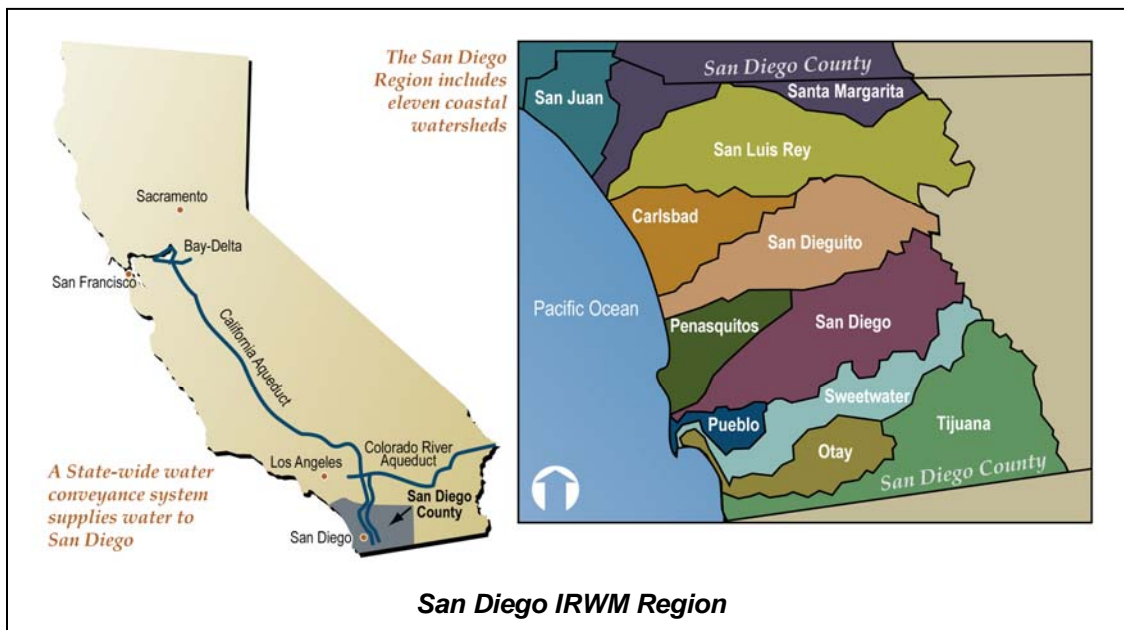 The San Diego
Region includes
eleven coastal
watersheds
Sacramento
Bay-Delta
San Francisco
California Aqueduct
Colorado River
Aqueduct
Los Angeles
San Diego
County
San Diego
A State-wide water
conveyance system
supplies water to
San Diego
San Diego County
San Juan
Santa Margarita
San Luis Rey
Carlsbad
San Dieguito
Pacific Ocean
Penasquitos
San Diego
Sweetwater
Pueblo
Tijuana
Otay
San Diego County
San Diego IRWM Region